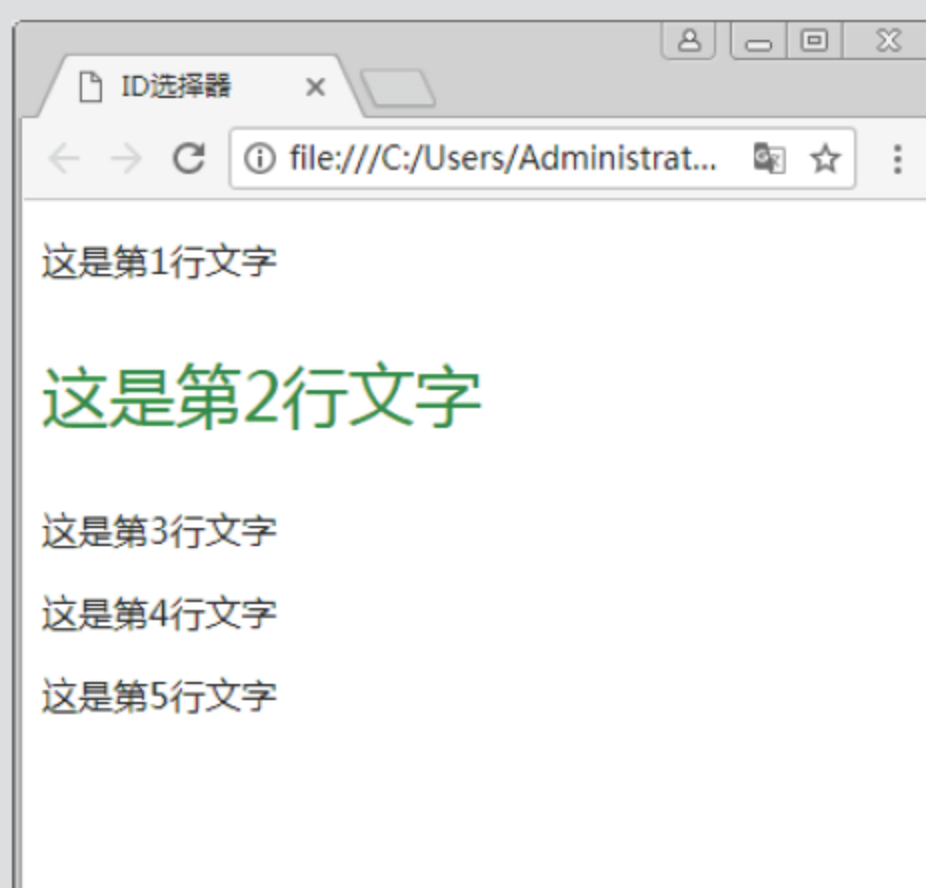 ID选择器
file:///C:/Users/Administrat...
这是第1行文字
这是第2行文字
这是第3行文字
这是第4行文字
这是第5行文字